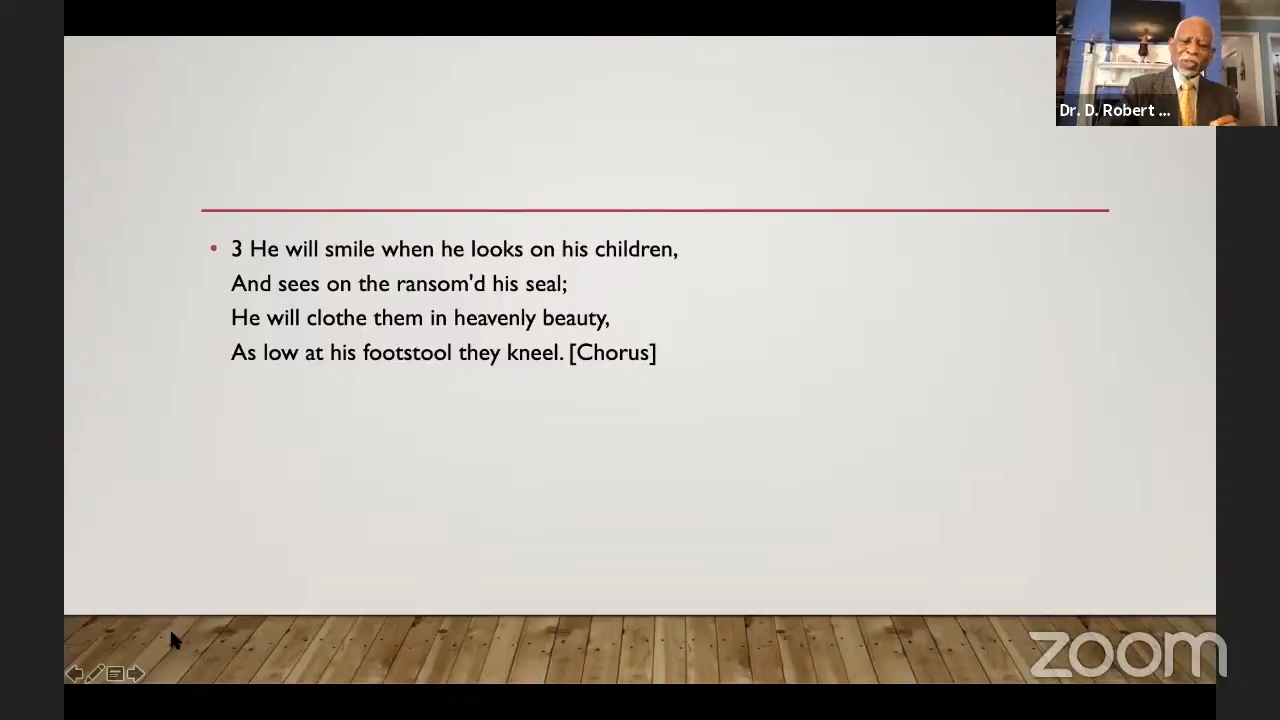 Dr. D. Robert ...
• 3 He will smile when he looks on his children,
And sees on the ransom'd his seal;
He will clothe them in heavenly beauty,
As low at his footstool they kneel. [Chorus]
zoom